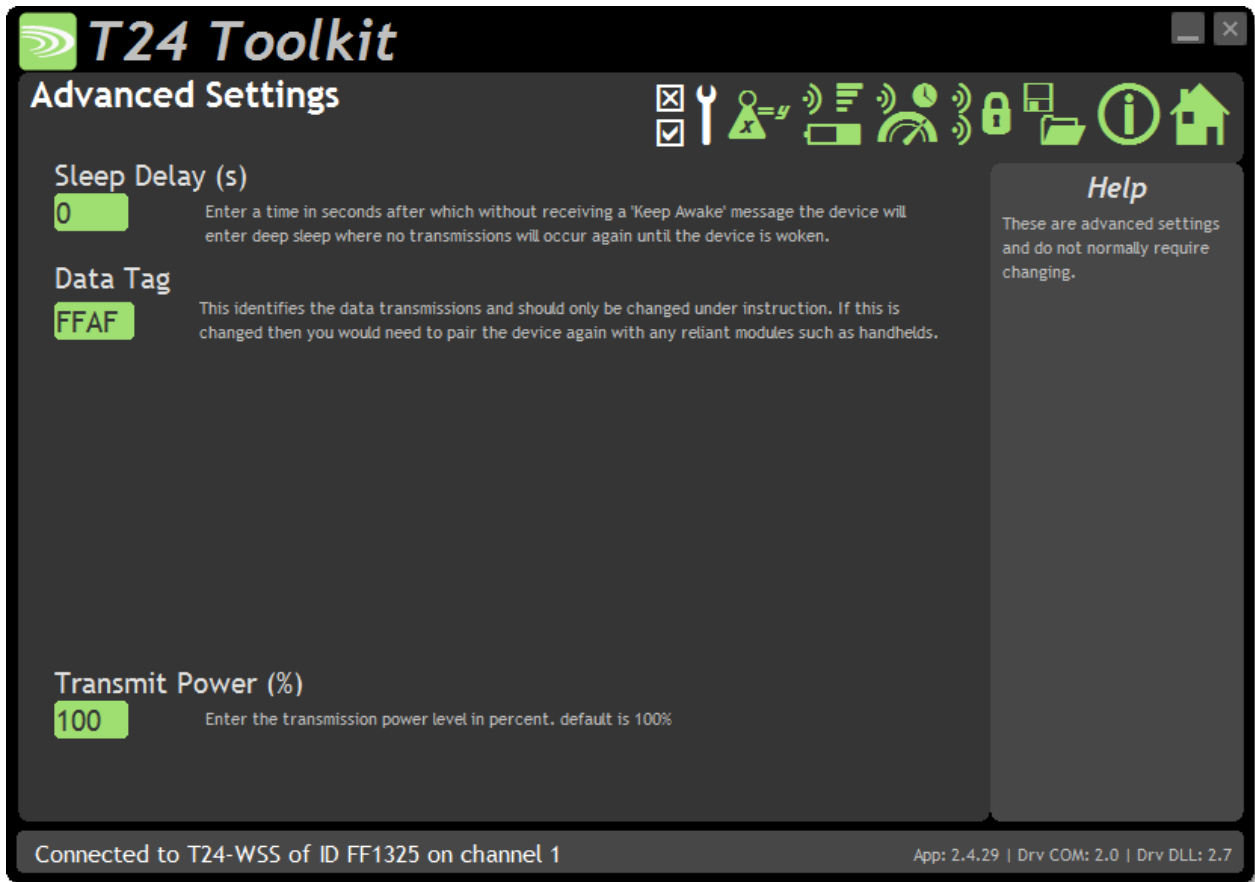 T24 Toolkit
Advanced Settings
x=y
Sleep Delay (s)
0
Enter a time in seconds after which without receiving a 'Keep Awake' message the device will
enter deep sleep where no transmissions will occur again until the device is woken.
Data Tag
FFAF
This identifies the data transmissions and should only be changed under instruction. If this is
changed then you would need to pair the device again with any reliant modules such as handhelds.
Transmit Power (%)
100
Enter the transmission power level in percent. default is 100%
Help
These are advanced settings
and do not normally require
changing.
Connected to T24-WSS of ID FF1325 on channel 1
App: 2.4.29 | Drv COM: 2.0 | Drv DLL: 2.7